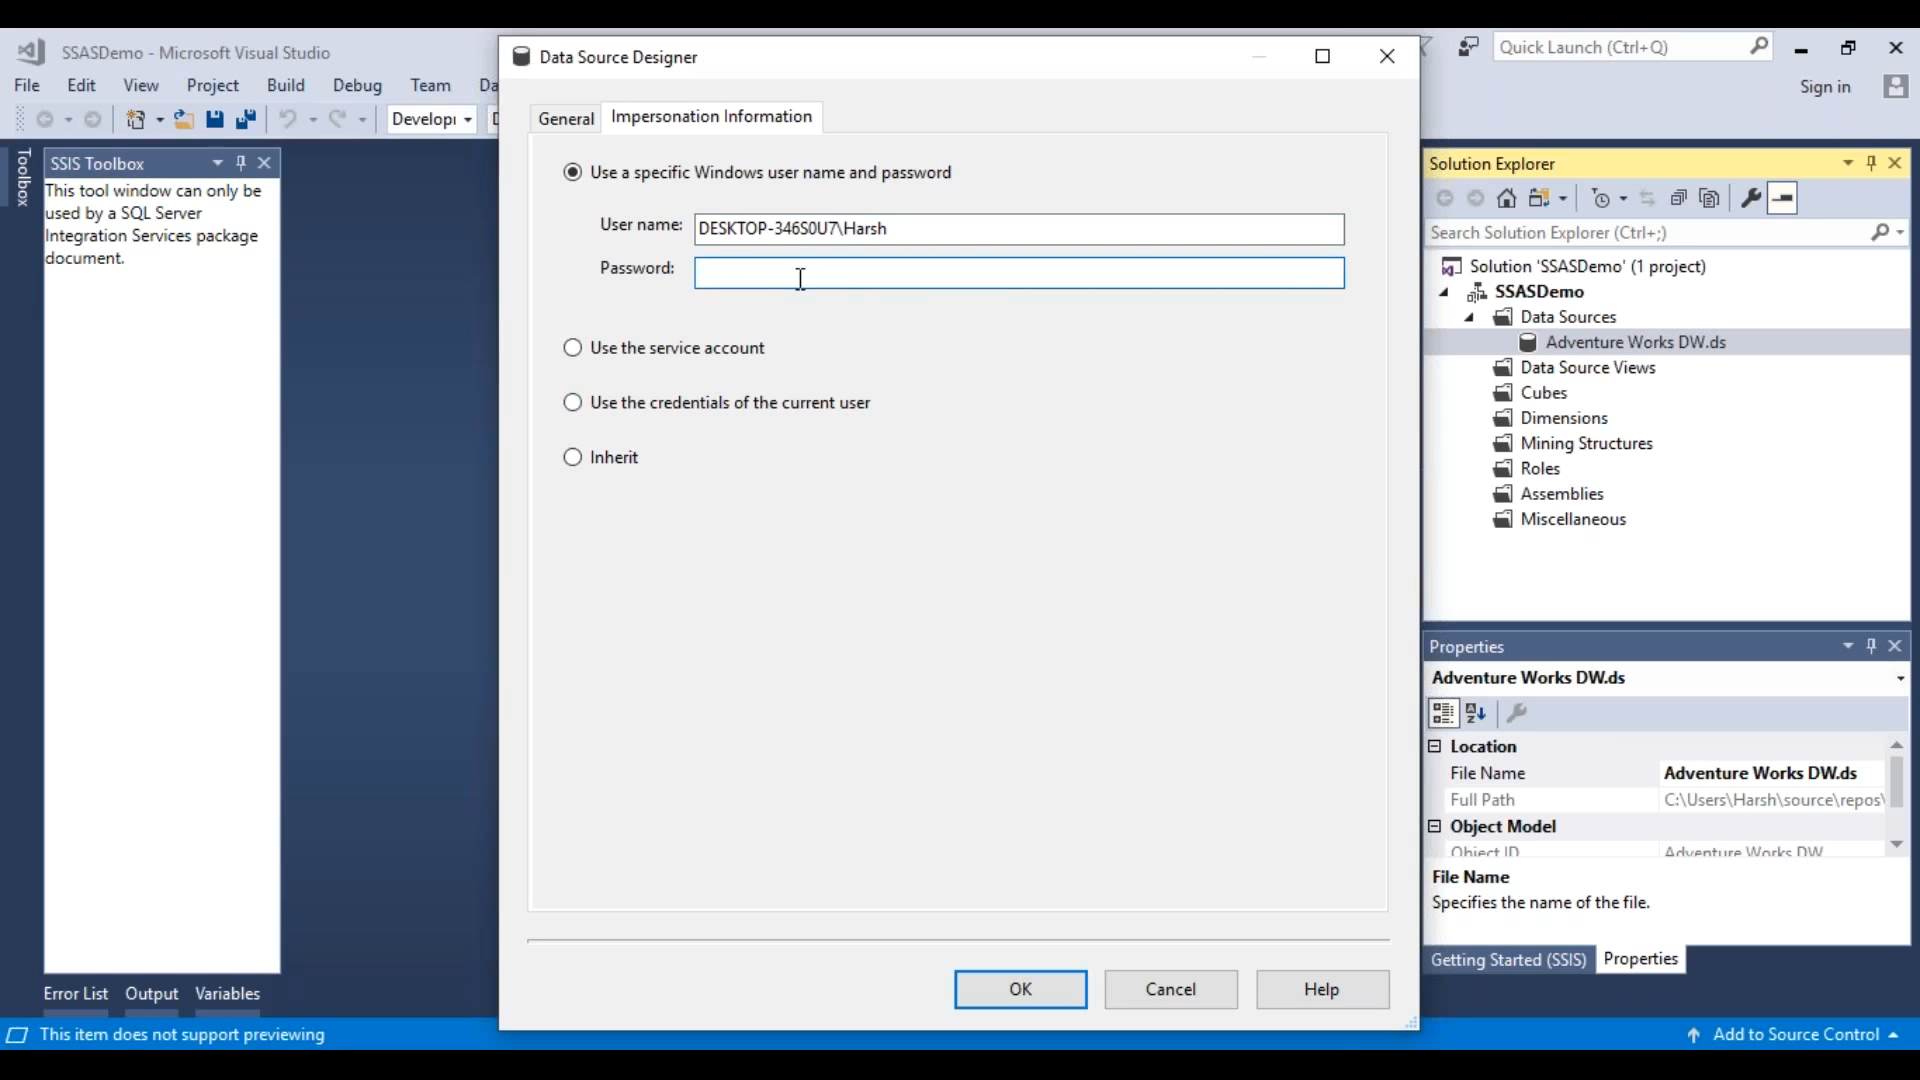 SSASDemo - Microsoft Visual Studio
Quick Launch (Ctrl+Q)
File Edit View Project Build Debug Team
Sign in
Toolbox
SSIS Toolbox
This tool window can only be
used by a SQL Server
Integration Services package
document.
Error List Output Variables
This item does not support previewing
Data Source Designer
General Impersonation Information
Use a specific Windows user name and password
User name: DESKTOP-346S0U7\Harsh
Password:
Use the service account
Use the credentials of the current user
Inherit
OK Cancel Help
Solution Explorer
Search Solution Explorer (Ctrl+;)
Solution 'SSASDemo' (1 project)
SSASDemo
Data Sources
Adventure Works DW.ds
Data Source Views
Cubes
Dimensions
Mining Structures
Roles
Assemblies
Miscellaneous
Properties
Adventure Works DW.ds
Location
File Name Adventure Works DW.ds
Full Path C:\Users\Harsh\source\repos\
Object Model
Object ID Adventure Works DW
File Name
Specifies the name of the file.
Getting Started (SSIS) Properties
Add to Source Control